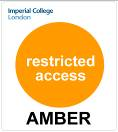 Imperial College
London
restricted
access
AMBER